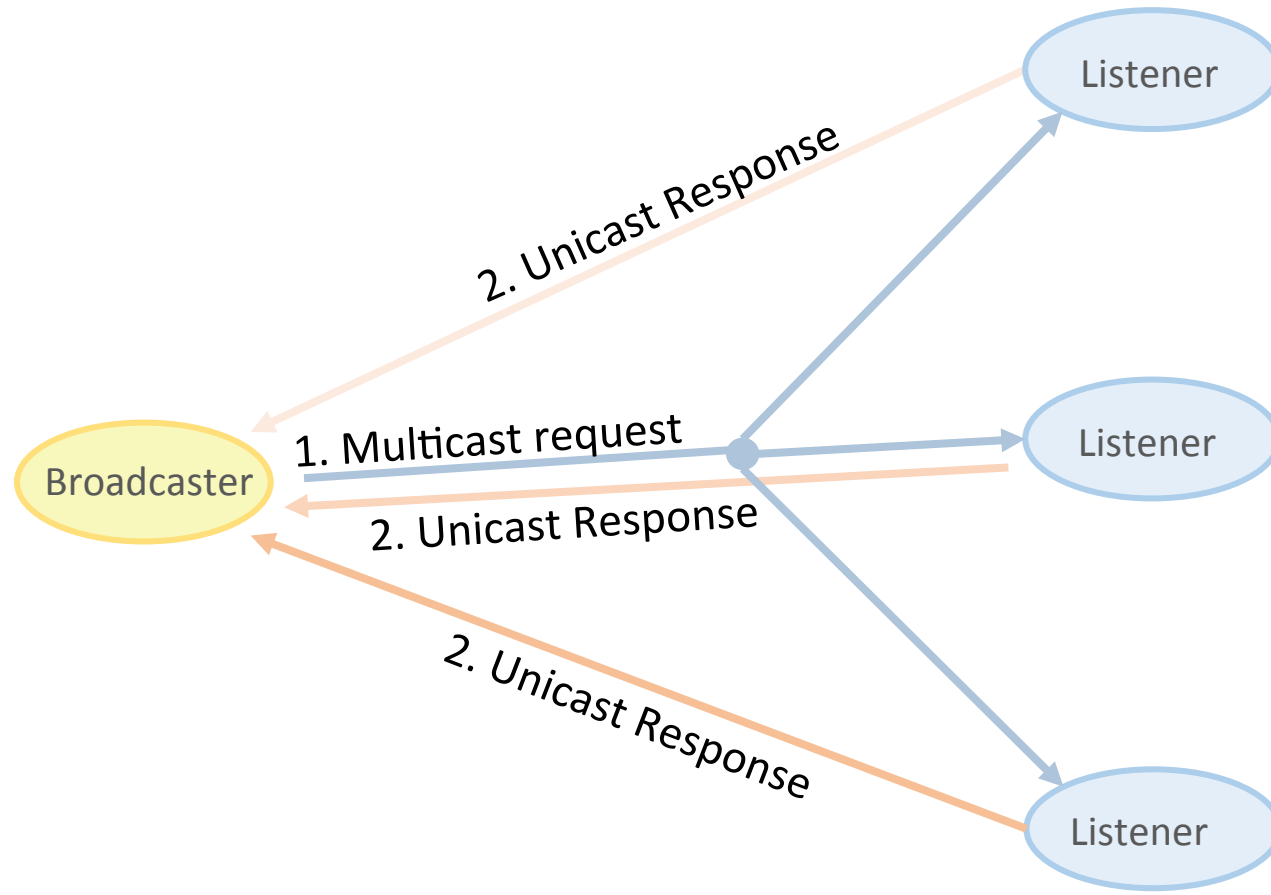 Listener
2. Unicast Response
1. Multicast request
Listener
Broadcaster
2. Unicast Response
2. Unicast Response
Listener